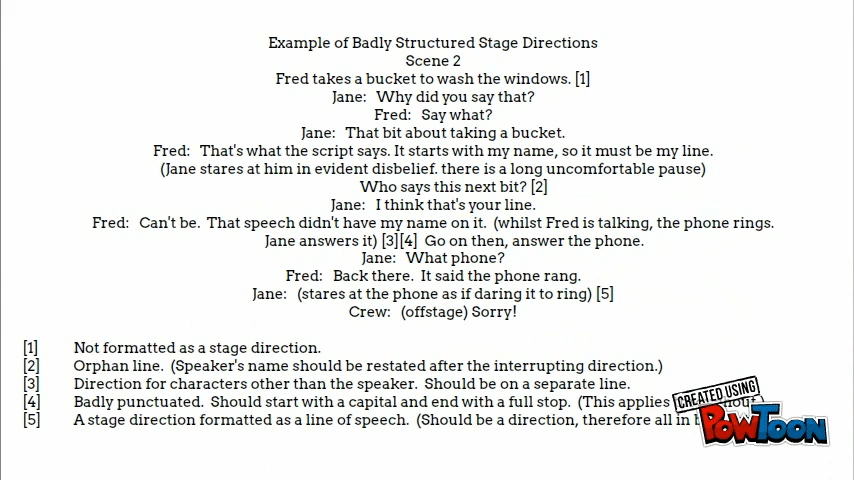 Example of Badly Structured Stage Directions
Scene 2
Fred takes a bucket to wash the windows. [1]
Jane: Why did you say that?
Fred: Say what?
Jane: That bit about taking a bucket.
Fred: That's what the script says. It starts with my name, so it must be my line.
(Jane stares at him in evident disbelief. there is a long uncomfortable pause)
Who says this next bit? [2]
Jane: I think that's your line.
Fred: Can't be. That speech didn't have my name on it. (whilst Fred is talking, the phone rings.
Jane answers it) [3][4] Go on then, answer the phone.
Jane: What phone?
Fred: Back there. It said the phone rang.
Jane: (stares at the phone as if daring it to ring) [5]
Crew: (offstage) Sorry!
[1] Not formatted as a stage direction.
[2] Orphan line. (Speaker's name should be restated after the interrupting direction.)
[3] Direction for characters other than the speaker. Should be on a separate line.
[4] Badly punctuated. Should start with a capital and end with a full stop. (This applies
[5] A stage direction formatted as a line of speech. (Should be a direction, therefore all in
CREATED USING
POWTOON